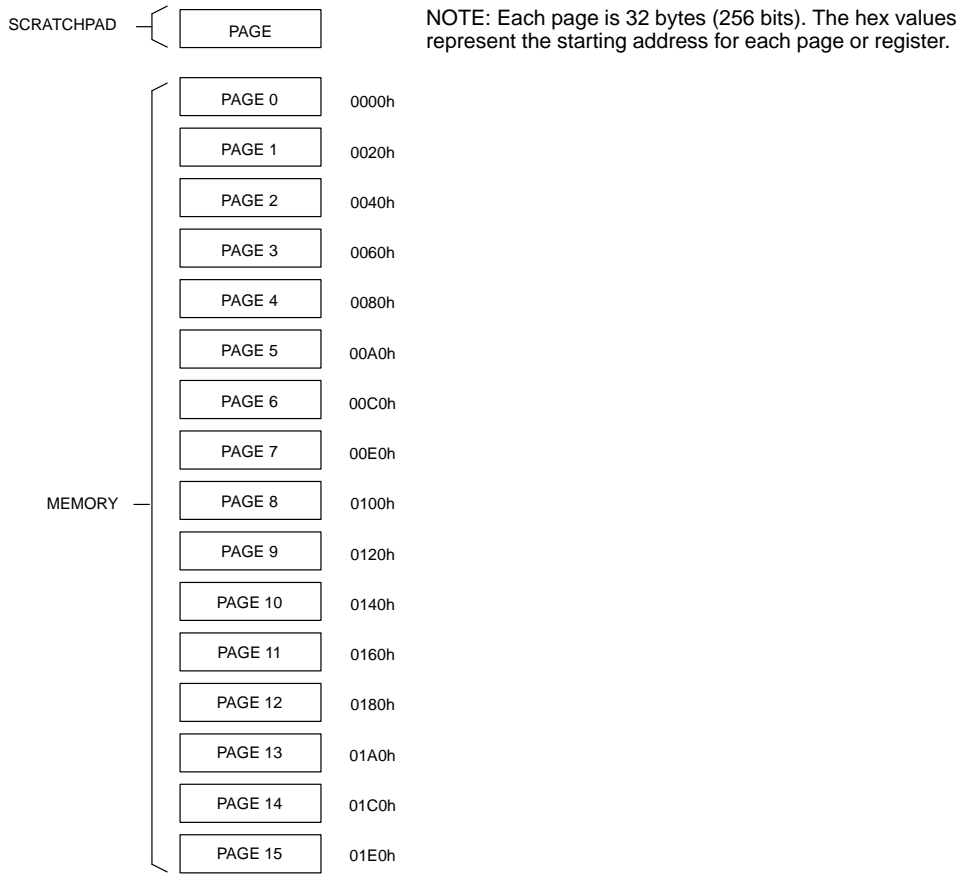 SCRATCHPAD
PAGE
NOTE: Each page is 32 bytes (256 bits). The hex values
represent the starting address for each page or register.
PAGE 0 0000h
PAGE 1 0020h
PAGE 2 0040h
PAGE 3 0060h
PAGE 4 0080h
PAGE 5 00A0h
PAGE 6 00C0h
PAGE 7 00E0h
MEMORY
PAGE 8 0100h
PAGE 9 0120h
PAGE 10 0140h
PAGE 11 0160h
PAGE 12 0180h
PAGE 13 01A0h
PAGE 14 01C0h
PAGE 15 01E0h